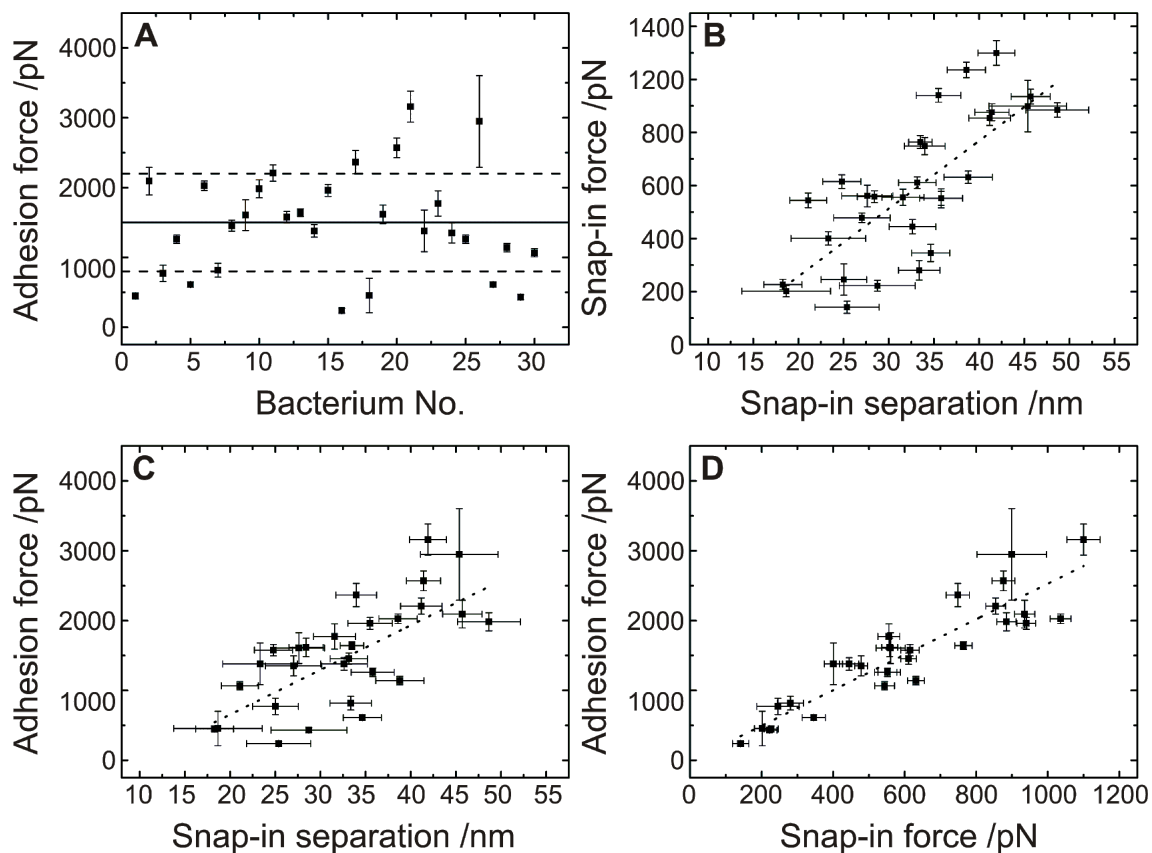 A
Adhesion force /pN
4000
3000
2000
1000
0
0 5 10 15 20 25 30
Bacterium No.
B
Snap-in force /pN
1400
1200
800
600
400
200
0
10 15 20 25 30 35 40 45 50 55
Snap-in separation /nm
C
Adhesion force /pN
4000
3000
2000
1000
0
10 15 20 25 30 35 40 45 50 55
Snap-in separation /nm
D
Adhesion force /pN
4000
3000
2000
1000
0
0 200 400 600 800 1000 1200
Snap-in force /pN